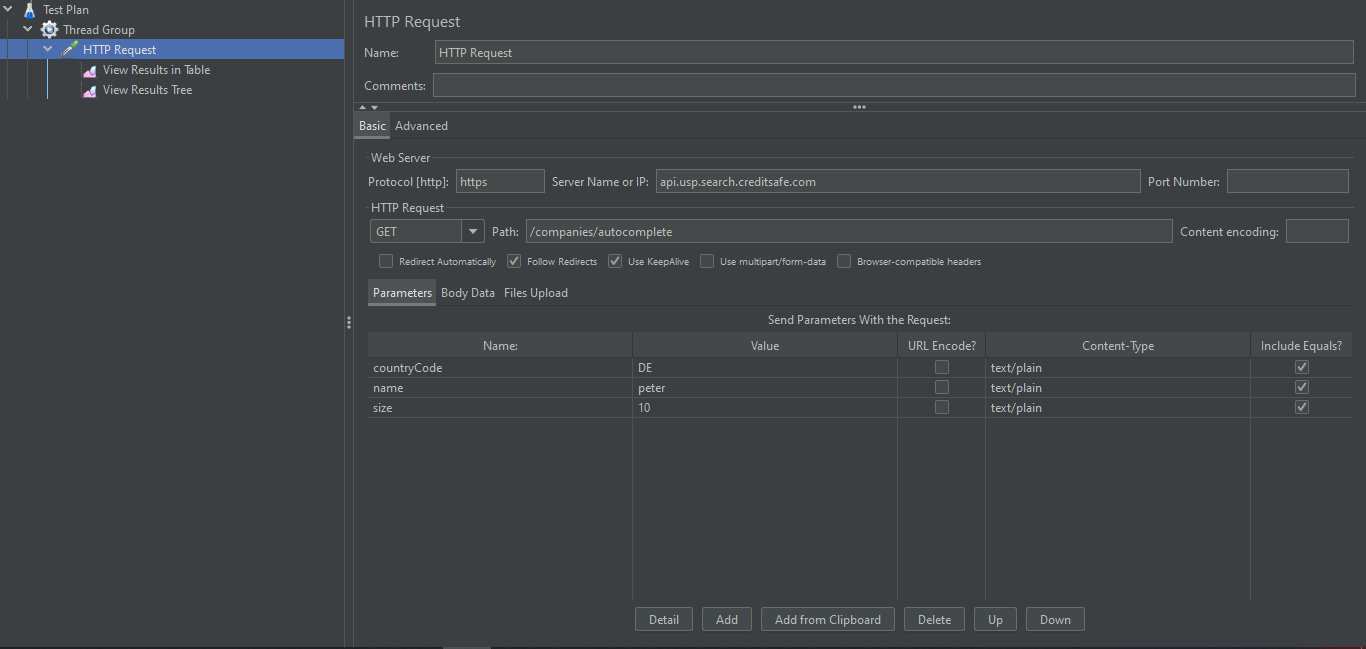 Test Plan
Thread Group
HTTP Request
View Results in Table
View Results Tree
HTTP Request
Name: HTTP Request
Comments:
Basic Advanced
Web Server
Protocol [http]: https Server Name or IP: api.usp.search.creditsafe.com Port Number:
HTTP Request
GET Path: /companies/autocomplete Content encoding:
Redirect Automatically Follow Redirects Use KeepAlive Use multipart/form-data Browser-compatible headers
Parameters Body Data Files Upload
Send Parameters With the Request:
Name: Value URL Encode? Content-Type Include Equals?
countryCode DE text/plain
name peter text/plain
size 10 text/plain
Detail Add Add from Clipboard Delete Up Down